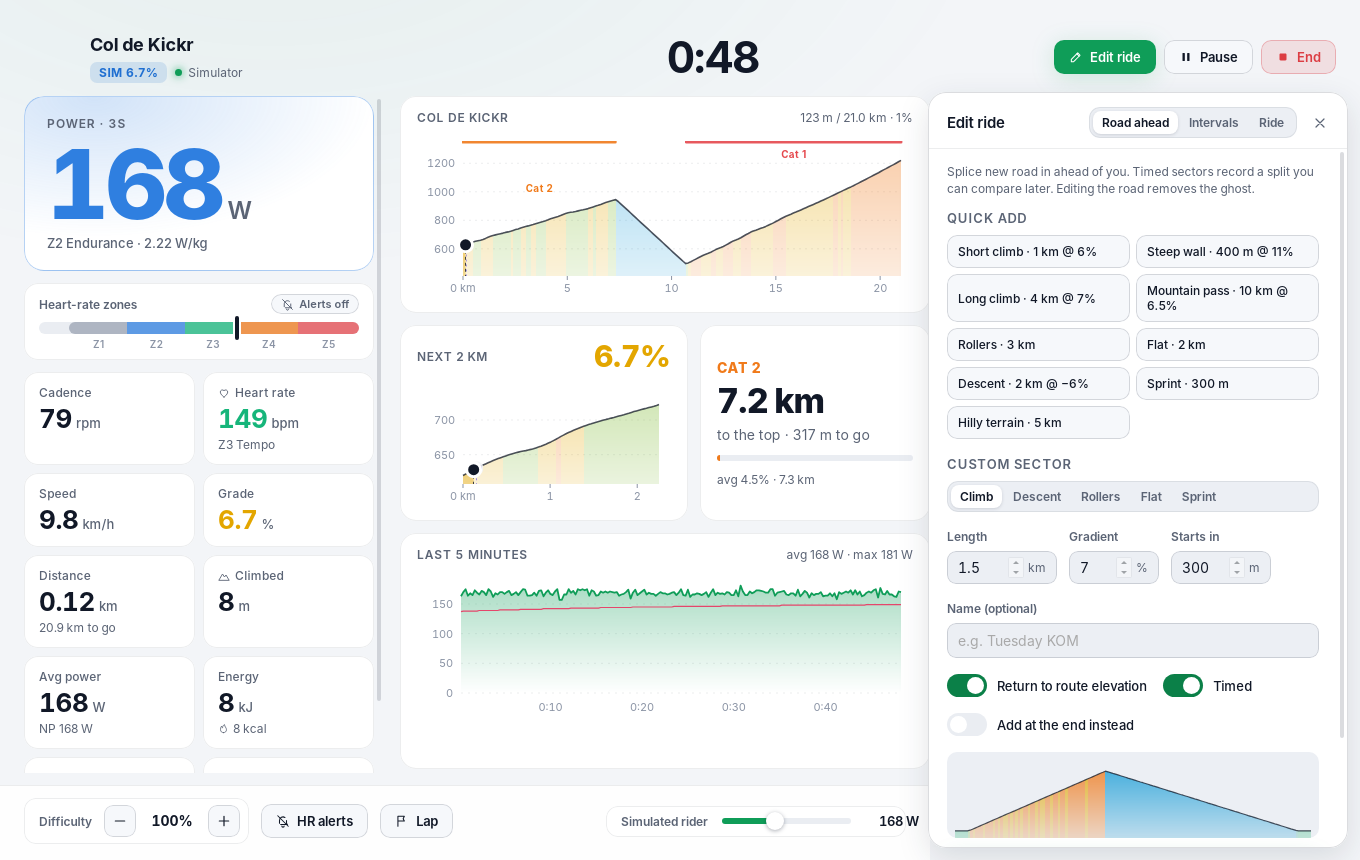 Col de Kickr
SIM 6.7% Simulator
0:48
Edit ride Pause End
POWER · 3S
168 W
Z2 Endurance · 2.22 W/kg
Heart-rate zones Alerts off
Z1 Z2 Z3 Z4 Z5
Cadence
79 rpm
Heart rate
149 bpm
Z3 Tempo
Speed
9.8 km/h
Grade
6.7 %
Distance
0.12 km
20.9 km to go
Climbed
8 m
Avg power
168 W
NP 168 W
Energy
8 kJ
8 kcal
COL DE KICKR 123 m / 21.0 km · 1%
Cat 1
Cat 2
1200
1000
800
600
0 km 5 10 15 20
NEXT 2 KM 6.7%
700
650
0 km 1 2
CAT 2
7.2 km
to the top · 317 m to go
avg 4.5% · 7.3 km
LAST 5 MINUTES avg 168 W · max 181 W
150
100
50
0
0:10 0:20 0:30 0:40
Difficulty − 100% + HR alerts Lap Simulated rider 168 W
Edit ride Road ahead Intervals Ride
Splice new road in ahead of you. Timed sectors record a split you
can compare later. Editing the road removes the ghost.
QUICK ADD
Short climb · 1 km @ 6% Steep wall · 400 m @ 11%
Long climb · 4 km @ 7% Mountain pass · 10 km @
6.5%
Rollers · 3 km Flat · 2 km
Descent · 2 km @ −6% Sprint · 300 m
Hilly terrain · 5 km
CUSTOM SECTOR
Climb Descent Rollers Flat Sprint
Length Gradient Starts in
1.5 km 7 % 300 m
Name (optional)
e.g. Tuesday KOM
Return to route elevation Timed
Add at the end instead